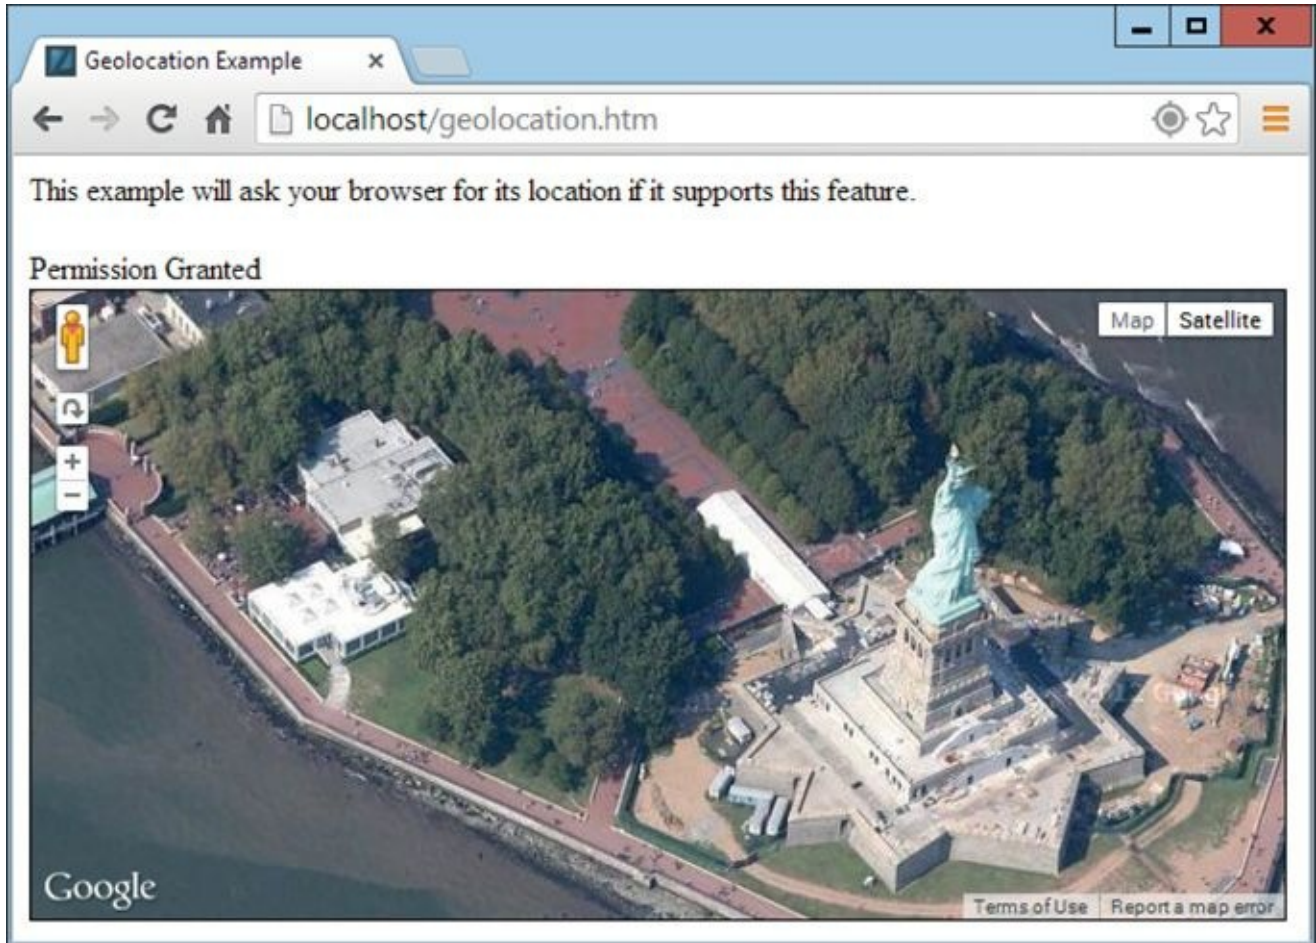 Geolocation Example
localhost/geolocation.htm
This example will ask your browser for its location if it supports this feature.
Permission Granted
Map Satellite
Google
Terms of Use Report a map error